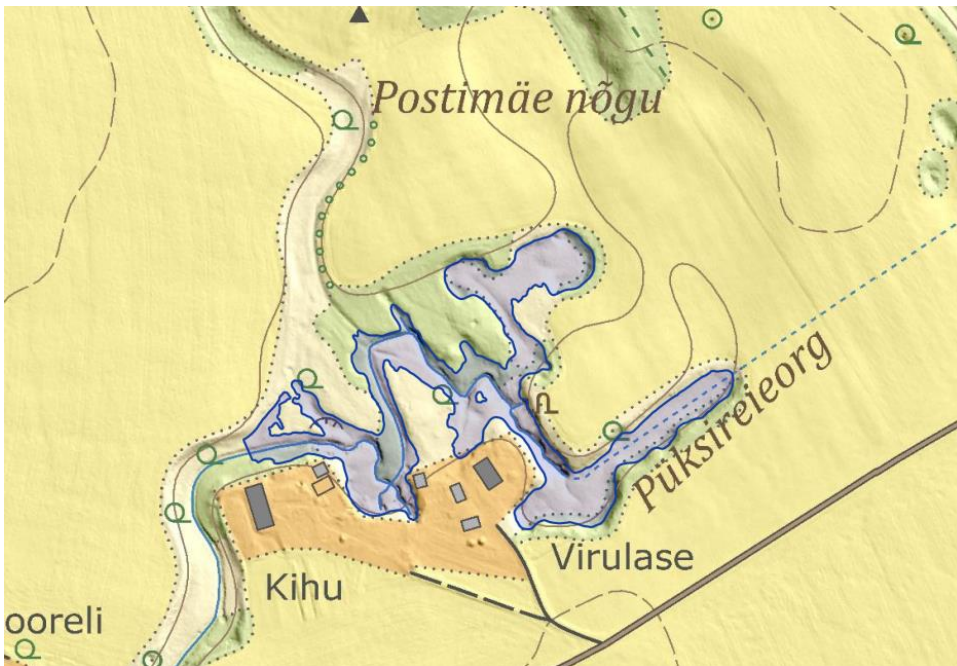 Postimäe nõgu
Püksireieorg
Virulase
Kihu
ooreli